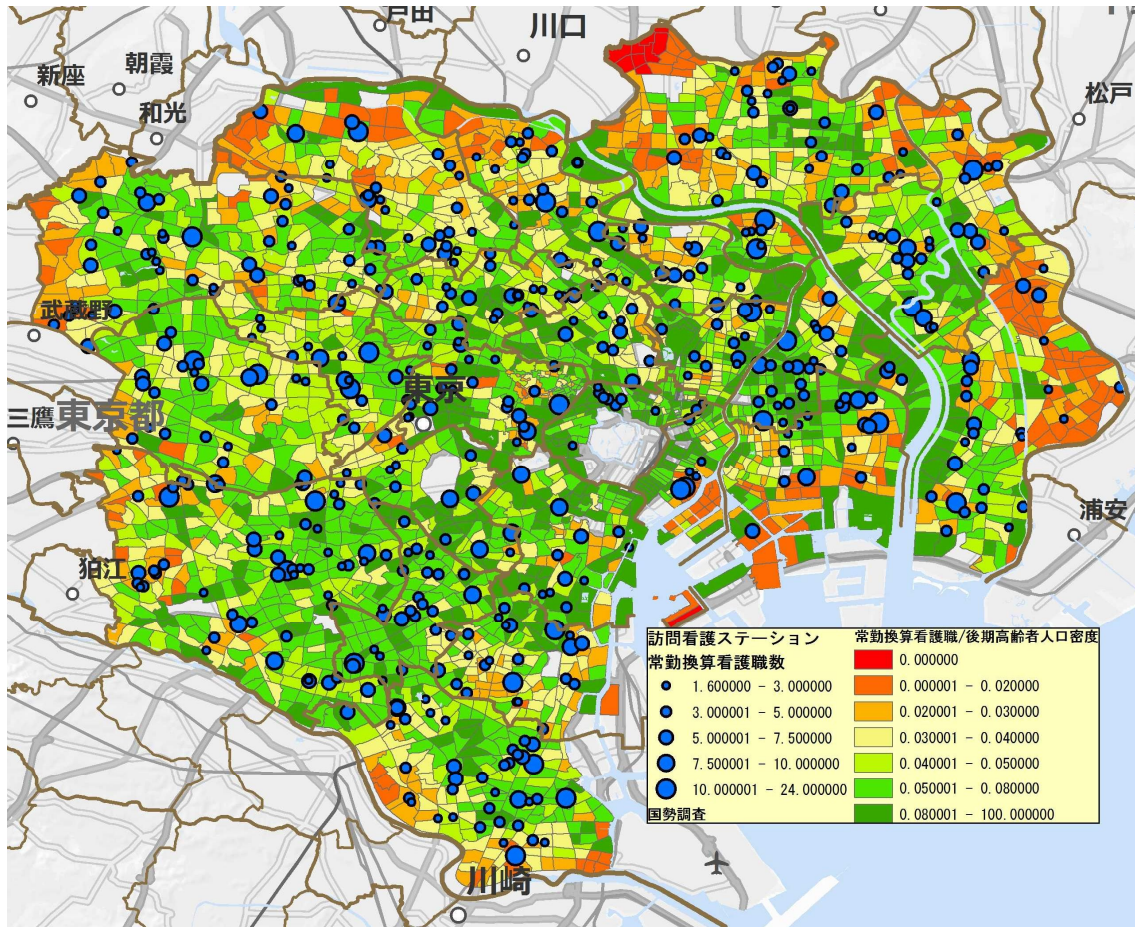 戸田
川口
新座
朝霞
和光
松戸
武蔵野
三鷹
東京都
東京
浦安
狛江
川崎
訪問看護ステーション
常勤換算看護職数
1.600000 - 3.000000
3.000001 - 5.000000
5.000001 - 7.500000
7.500001 - 10.000000
10.000001 - 24.000000
国勢調査
常勤換算看護職/後期高齢者人口密度
0.000000
0.000001 - 0.020000
0.020001 - 0.030000
0.030001 - 0.040000
0.040001 - 0.050000
0.050001 - 0.080000
0.080001 - 100.000000